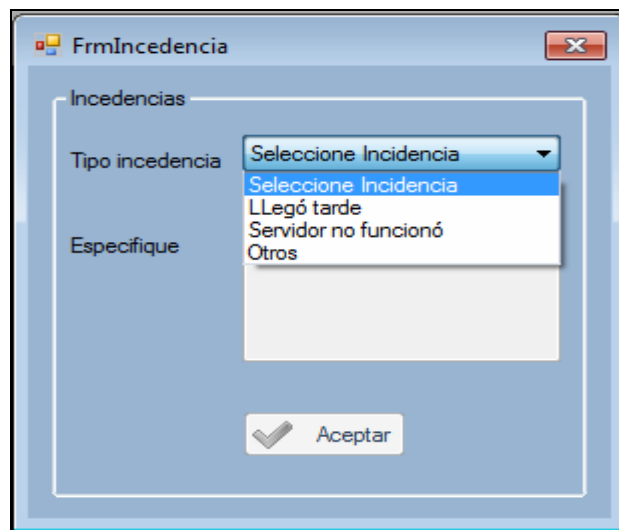 FrmIncedencia
Incedencias
Tipo incedencia
Seleccione Incidencia
Seleccione Incidencia
LLegó tarde
Servidor no funcionó
Otros
Especifique
Aceptar